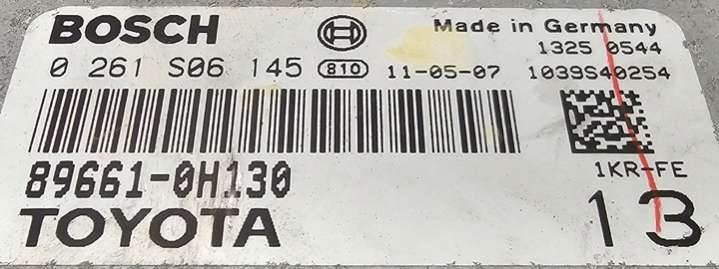 BOSCH Made in Germany
1325 0544
0 261 S06 145 810 11-05-07 1039S40254
89661-0H130 1KR-FE
TOYOTA 13